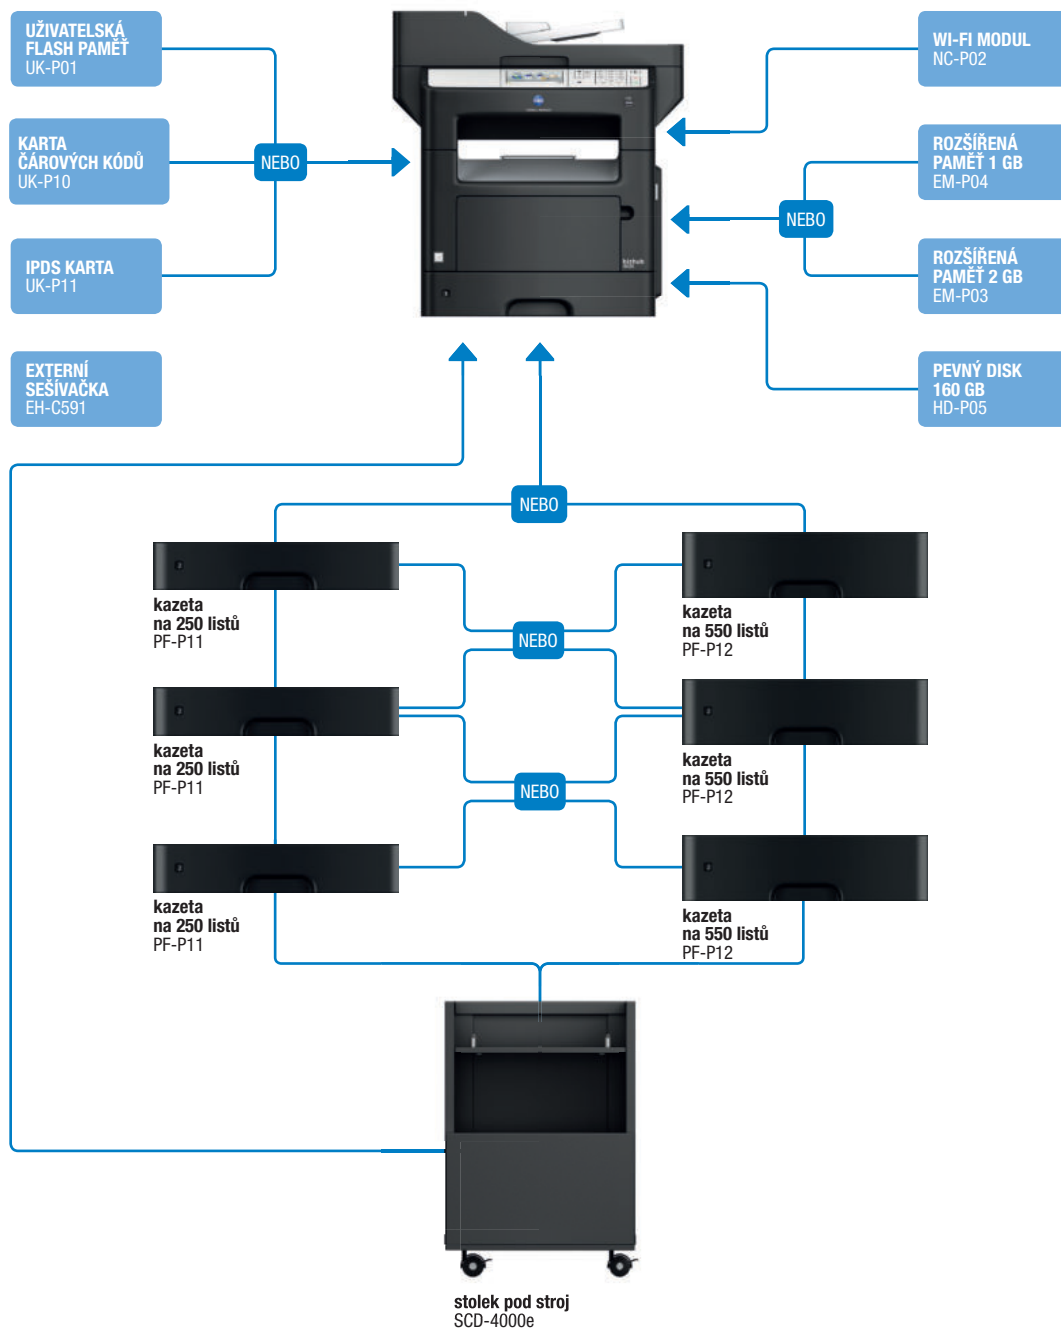 UŽIVATELSKÁ
FLASH PAMĚŤ
UK-P01
KARTA
ČÁROVÝCH KÓDŮ
UK-P10
IPDS KARTA
UK-P11
EXTERNÍ
SEŠÍVAČKA
EH-C591
NEBO
WI-FI MODUL
NC-P02
ROZŠÍŘENÁ
PAMĚŤ 1 GB
EM-P04
NEBO
ROZŠÍŘENÁ
PAMĚŤ 2 GB
EM-P03
PEVNÝ DISK
160 GB
HD-P05
bizhub
NEBO
kazeta
na 250 listů
PF-P11
kazeta
na 550 listů
PF-P12
NEBO
kazeta
na 250 listů
PF-P11
kazeta
na 550 listů
PF-P12
NEBO
kazeta
na 250 listů
PF-P11
kazeta
na 550 listů
PF-P12
stolek pod stroj
SCD-4000e